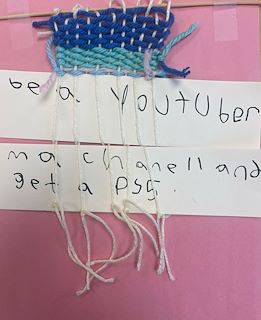 be a YoutUber
ma chanell and
get a PS5.